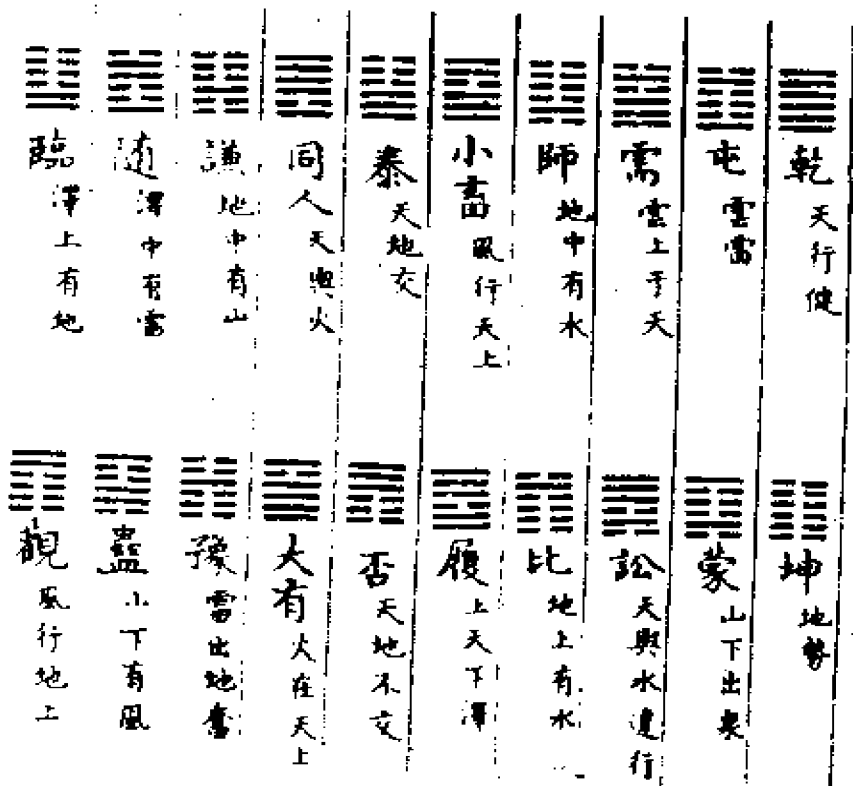 乾 天行健
坤 地勢
屯 雲雷
蒙 山下出泉
需 雲上于天
訟 天與水違行
師 地中有水
比 地上有水
小畜 風行天上
履 上天下澤
泰 天地交
否 天地不交
同人 天與火
大有 火在天上
謙 地中有山
豫 雷出地奮
随 澤中有雷
蠱 山下有風
臨 澤上有地
觀 風行地上